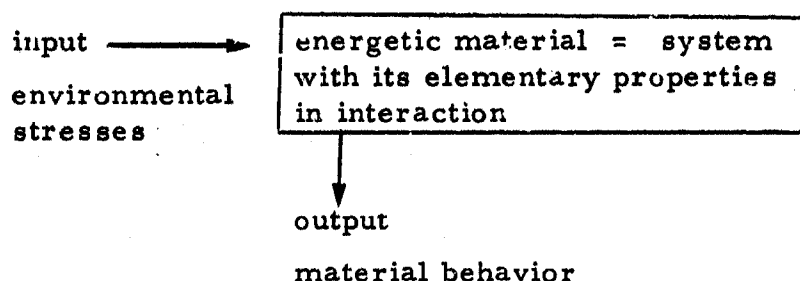 input
environmental
stresses
energetic material = system
with its elementary properties
in interaction
output
material behavior